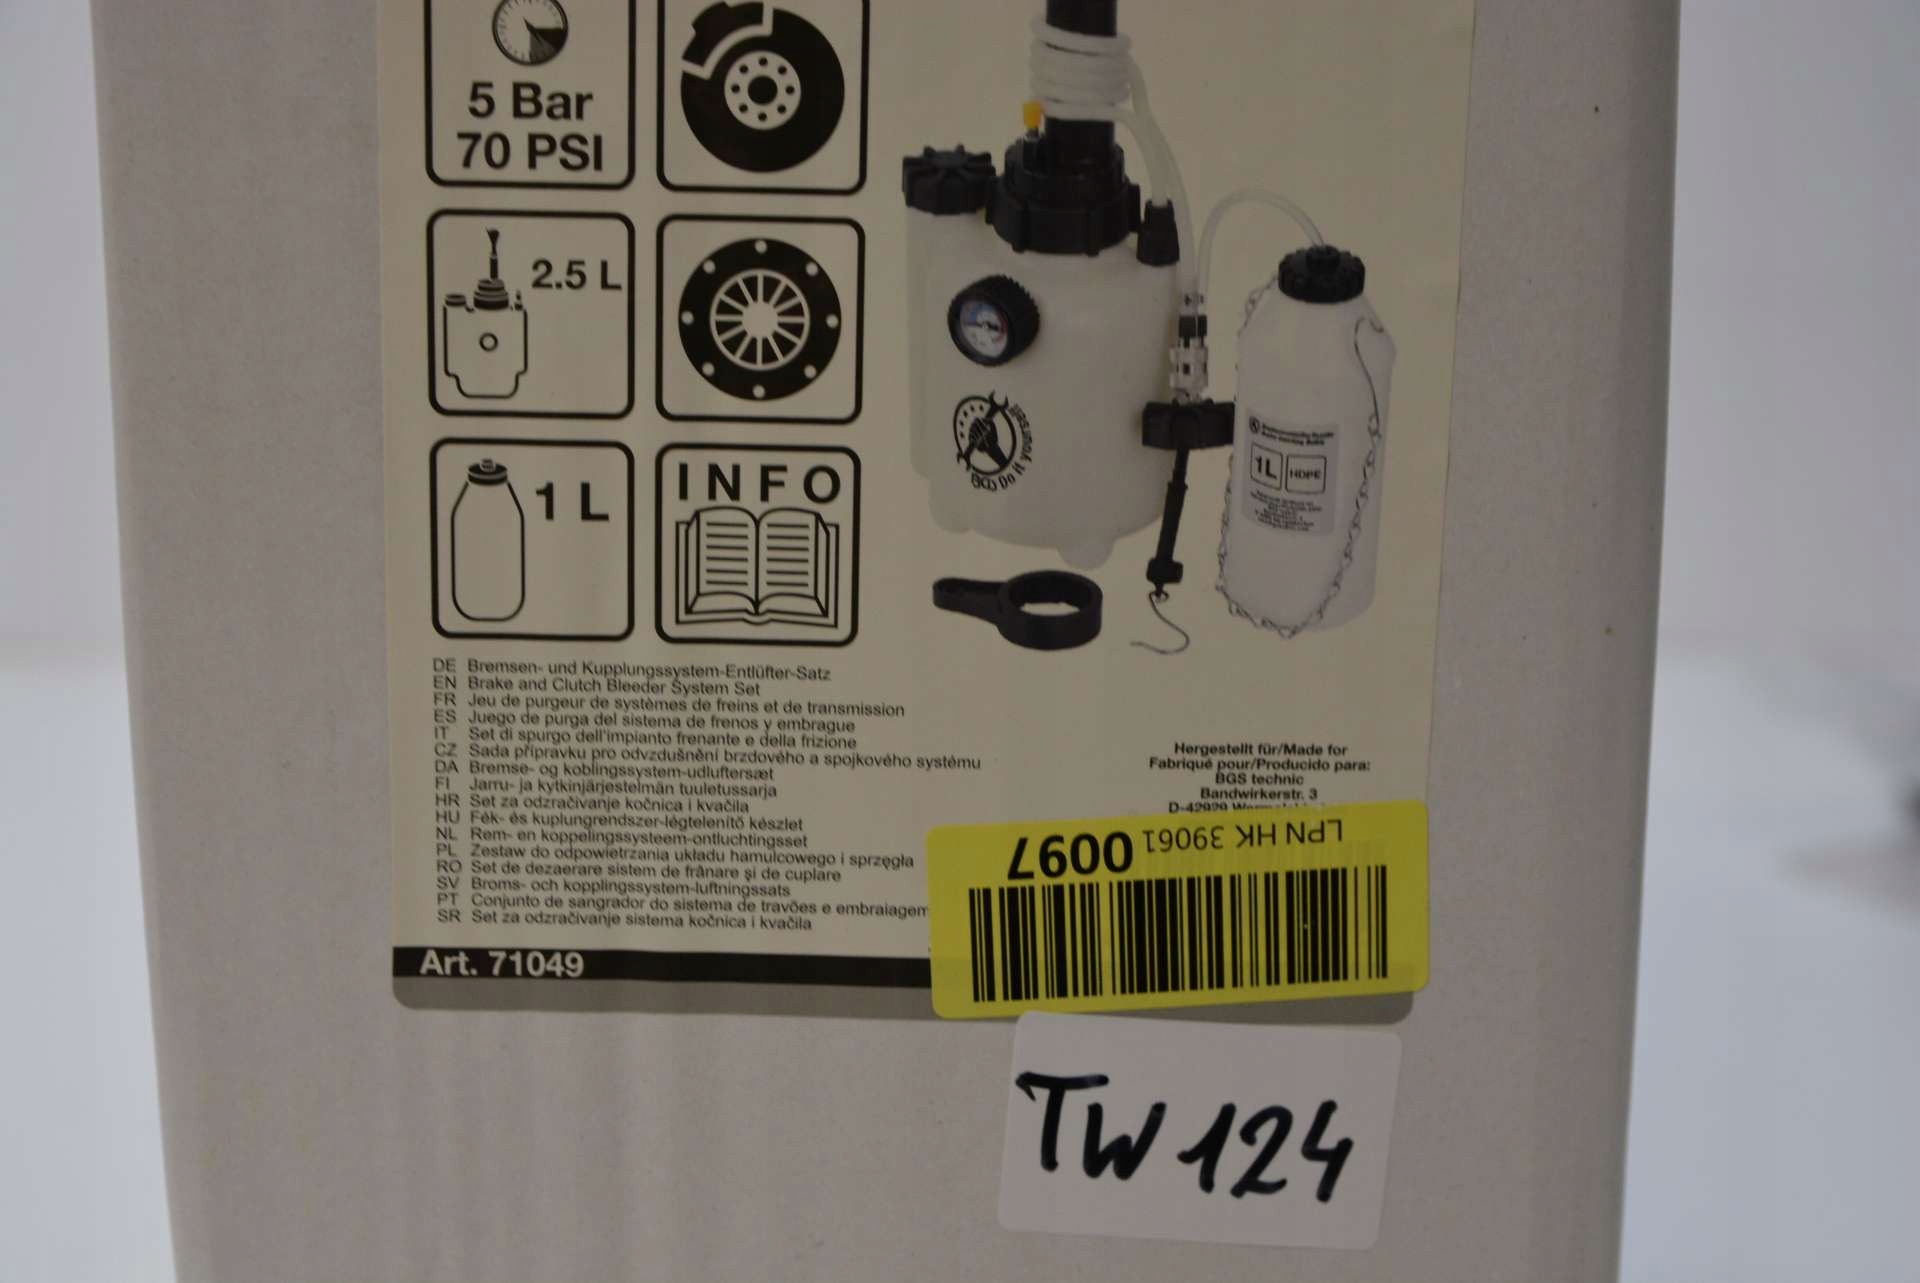 5 Bar
70 PSI
2.5 L
1 L
INFO
BGS Do it yourself
1L HDPE
DE Bremsen- und Kupplungssystem-Entlüfter-Satz
EN Brake and Clutch Bleeder System Set
FR Jeu de purgeur de systèmes de freins et de transmission
ES Juego de purga del sistema de frenos y embrague
IT Set di spurgo dell'impianto frenante e della frizione
CZ Sada přípravku pro odvzdušnění brzdového a spojkového systému
DA Bremse- og koblingssystem-udluftersæt
FI Jarru- ja kytkinjärjestelmän tuuletussarja
HR Set za odzračivanje kočnica i kvačila
HU Fék- és kuplungrendszer-légtelenítő készlet
NL Rem- en koppelingssysteem-ontluchtingsset
PL Zestaw do odpowietrzania układu hamulcowego i sprzęgła
RO Set de dezaerare sistem de frânare şi de cuplare
SV Broms- och kopplingssystem-luftningssats
PT Conjunto de sangrador do sistema de travões e embraiagem
SR Set za odzračivanje sistema kočnica i kvačila
Hergestellt für/Made for
Fabriqué pour/Producido para:
BGS technic
Bandwirkerstr. 3
D-42929
LPN HK 39061 0097
Art. 71049
TW 124